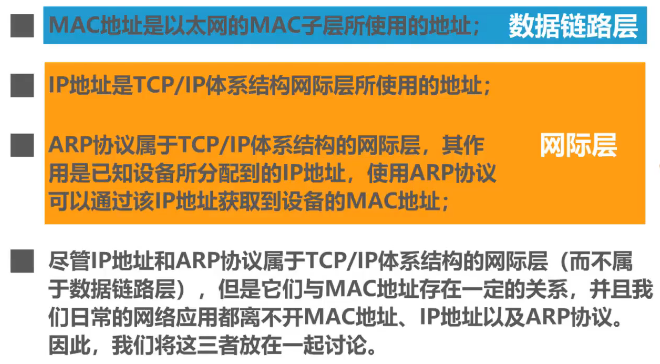 MAC地址是以太网的MAC子层所使用的地址；
数据链路层
IP地址是TCP/IP体系结构网际层所使用的地址；
ARP协议属于TCP/IP体系结构的网际层，其作
用是已知设备所分配到的IP地址，使用ARP协议
可以通过该IP地址获取到设备的MAC地址；
网际层
尽管IP地址和ARP协议属于TCP/IP体系结构的网际层（而不属
于数据链路层），但是它们与MAC地址存在一定的关系，并且我
们日常的网络应用都离不开MAC地址、IP地址以及ARP协议。
因此，我们将这三者放在一起讨论。